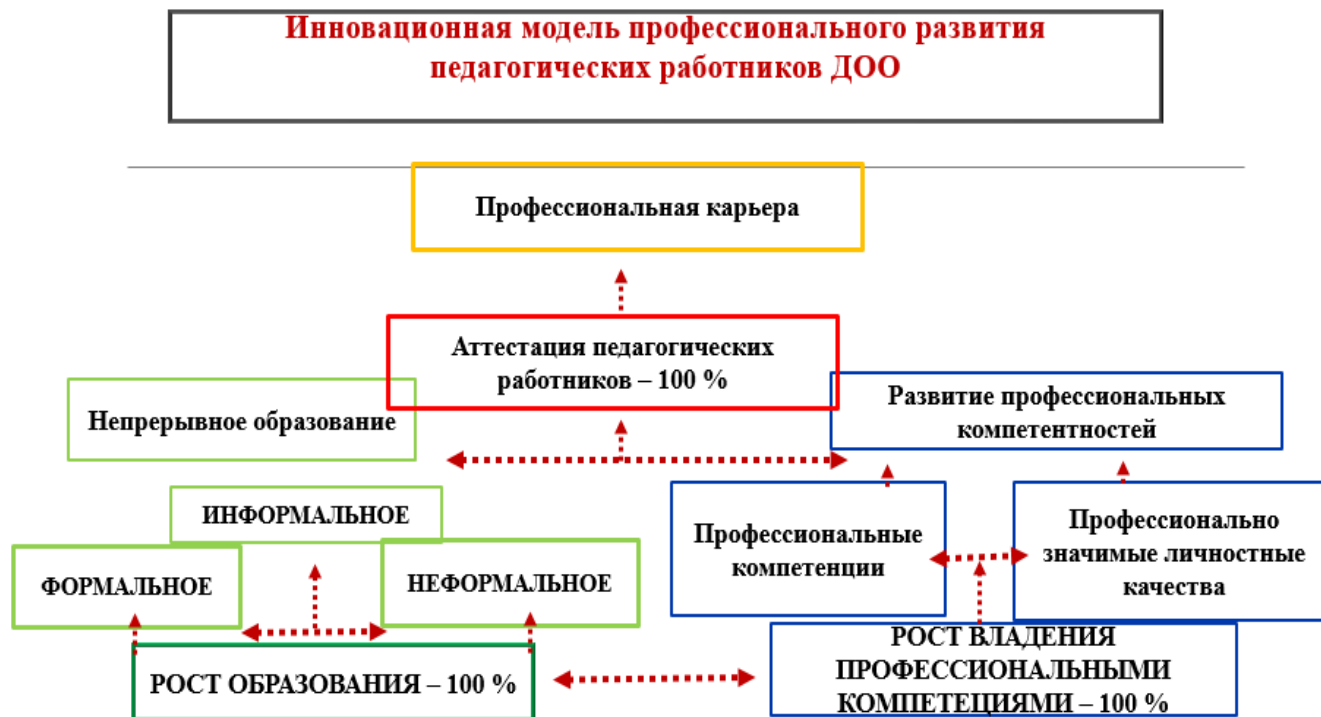 Инновационная модель профессионального развития
педагогических работников ДОО
Профессиональная карьера
Аттестация педагогических
работников – 100 %
Непрерывное образование
Развитие профессиональных
компетентностей
ИНФОРМАЛЬНОЕ
ФОРМАЛЬНОЕ
НЕФОРМАЛЬНОЕ
Профессиональные
компетенции
Профессионально
значимые личностные
качества
РОСТ ОБРАЗОВАНИЯ – 100 %
РОСТ ВЛАДЕНИЯ
ПРОФЕССИОНАЛЬНЫМИ
КОМПЕТЕЦИЯМИ – 100 %